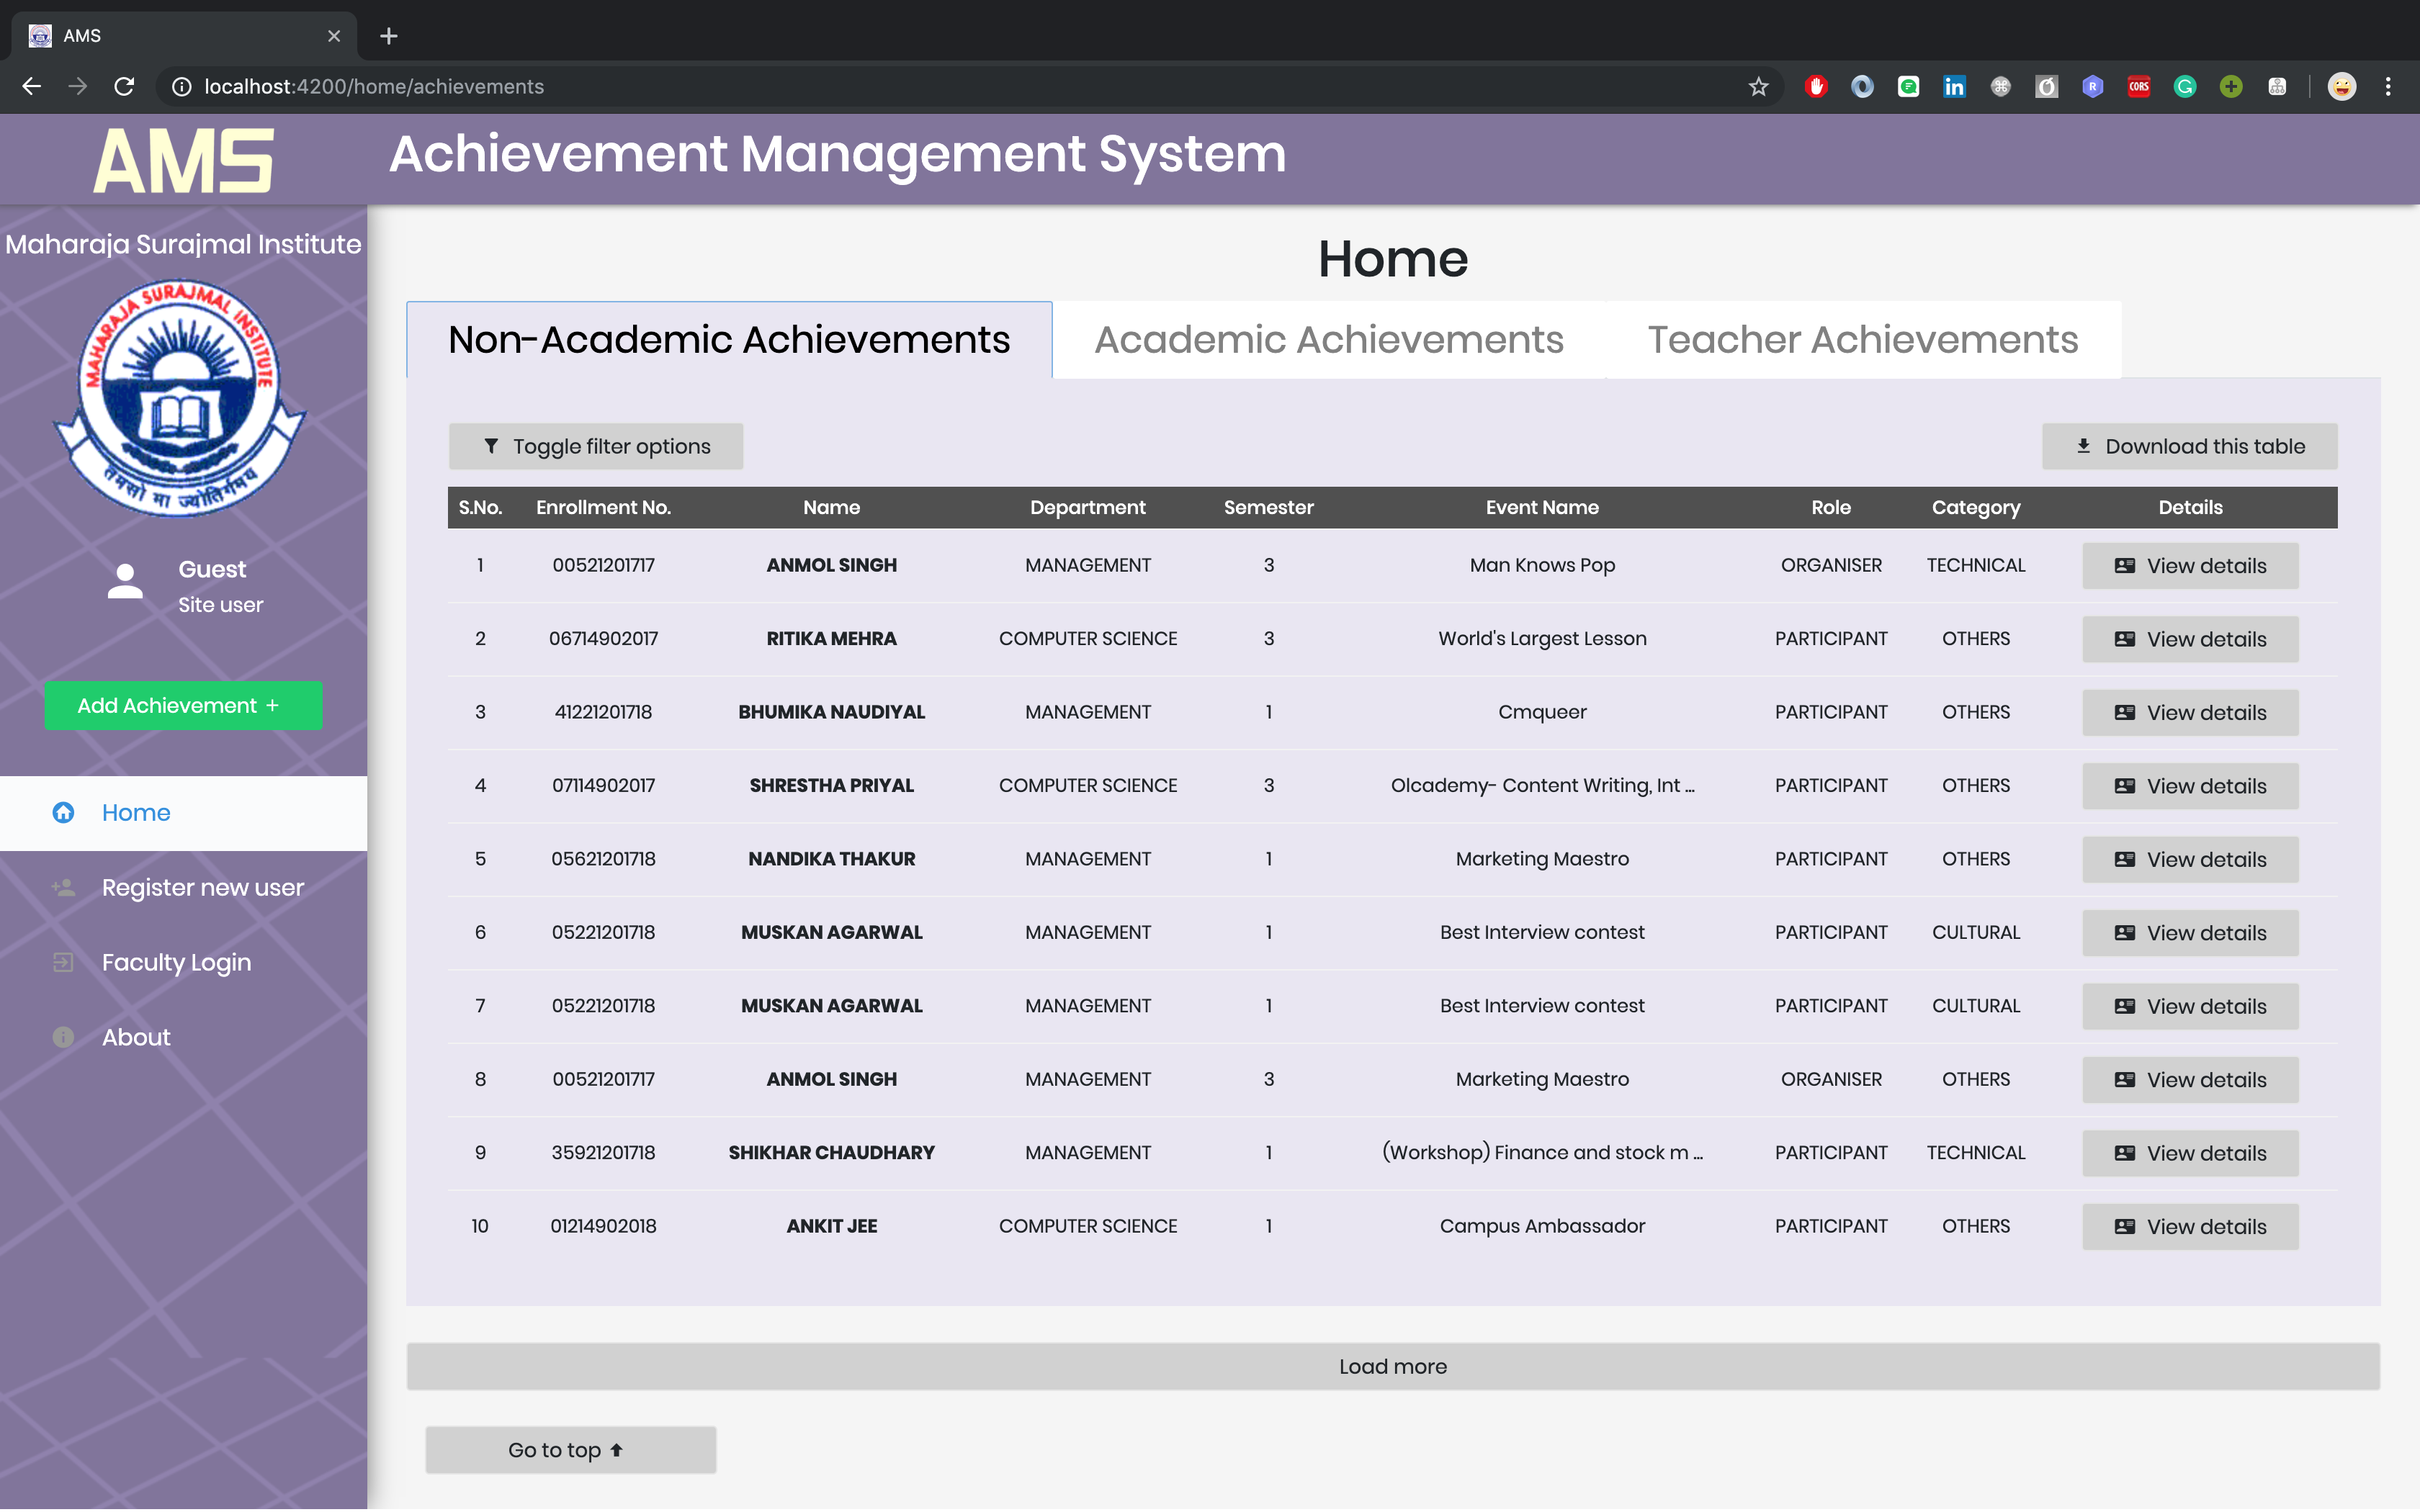 AMS
localhost:4200/home/achievements
CORS
AMS
Achievement Management System
Maharaja Surajmal Institute
MAHARAJA SURAJMAL INSTITUTE
तमसो मा ज्योतिर्गमय
Guest
Site user
Add Achievement +
Home
Register new user
Faculty Login
About
Home
Non-Academic Achievements Academic Achievements Teacher Achievements
Toggle filter options Download this table
S.No. Enrollment No. Name Department Semester Event Name Role Category Details
1 00521201717 ANMOL SINGH MANAGEMENT 3 Man Knows Pop ORGANISER TECHNICAL View details
2 06714902017 RITIKA MEHRA COMPUTER SCIENCE 3 World's Largest Lesson PARTICIPANT OTHERS View details
3 41221201718 BHUMIKA NAUDIYAL MANAGEMENT 1 Cmqueer PARTICIPANT OTHERS View details
4 07114902017 SHRESTHA PRIYAL COMPUTER SCIENCE 3 Olcademy- Content Writing, Int ... PARTICIPANT OTHERS View details
5 05621201718 NANDIKA THAKUR MANAGEMENT 1 Marketing Maestro PARTICIPANT OTHERS View details
6 05221201718 MUSKAN AGARWAL MANAGEMENT 1 Best Interview contest PARTICIPANT CULTURAL View details
7 05221201718 MUSKAN AGARWAL MANAGEMENT 1 Best Interview contest PARTICIPANT CULTURAL View details
8 00521201717 ANMOL SINGH MANAGEMENT 3 Marketing Maestro ORGANISER OTHERS View details
9 35921201718 SHIKHAR CHAUDHARY MANAGEMENT 1 (Workshop) Finance and stock m ... PARTICIPANT TECHNICAL View details
10 01214902018 ANKIT JEE COMPUTER SCIENCE 1 Campus Ambassador PARTICIPANT OTHERS View details
Load more
Go to top